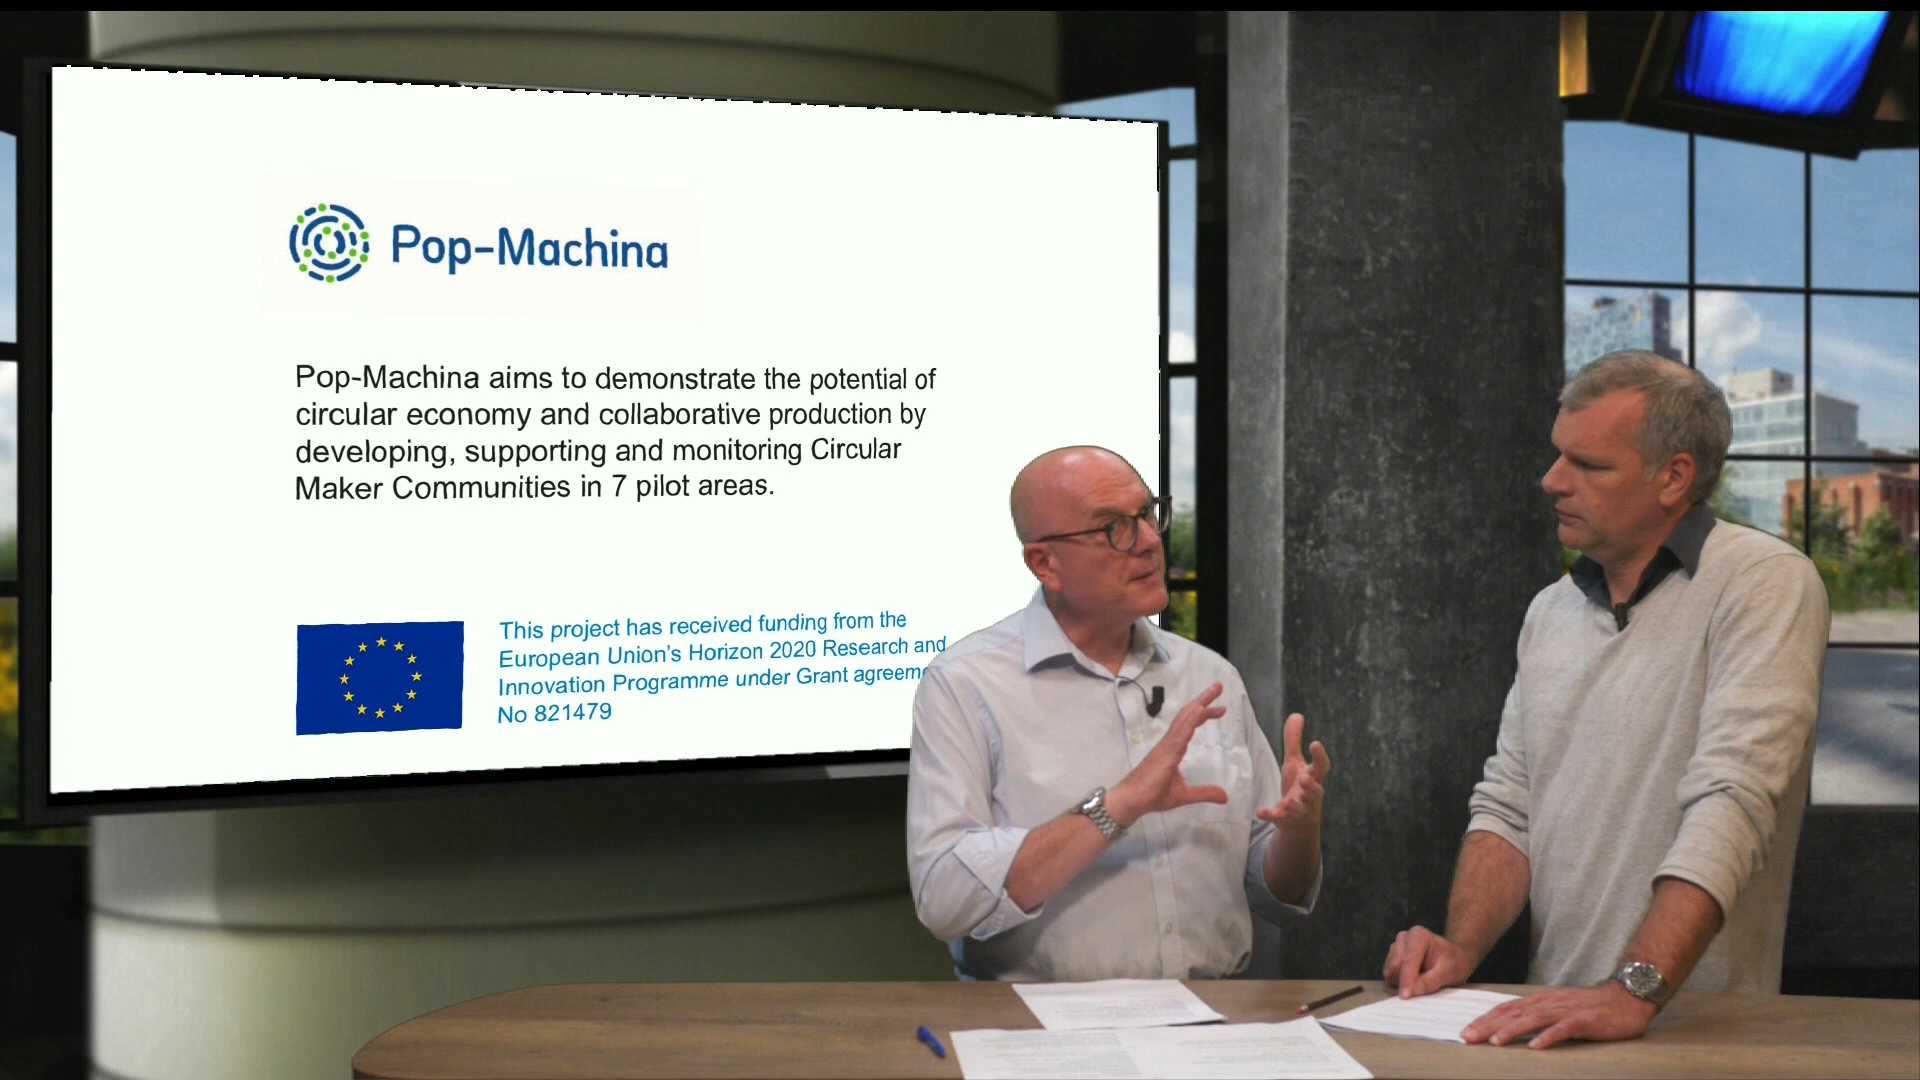 Pop-Machina
Pop-Machina aims to demonstrate the potential of
circular economy and collaborative production by
developing, supporting and monitoring Circular
Maker Communities in 7 pilot areas.
This project has received funding from the
European Union's Horizon 2020 Research and
Innovation Programme under Grant
No 821479